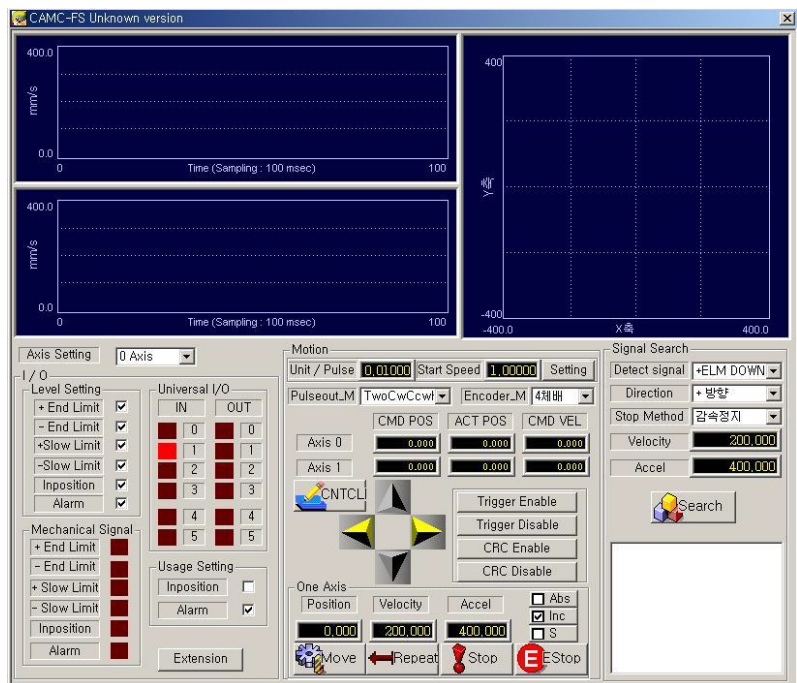 CAMC-FS Unknown version
400.0
mm/s
0.0
0 Time (Sampling : 100 msec) 100
400.0
mm/s
0.0
0 Time (Sampling : 100 msec) 100
400
Y축
-400
-400.0 X축 400.0
Axis Setting 0 Axis
I / O
Level Setting
+ End Limit
- End Limit
+Slow Limit
-Slow Limit
Inposition
Alarm
Mechanical Signal
+ End Limit
- End Limit
+ Slow Limit
- Slow Limit
Inposition
Alarm
Universal I/O
IN OUT
0 0
1 1
2 2
3 3
4 4
5 5
Usage Setting
Inposition
Alarm
Extension
Motion
Unit / Pulse 0,01000 Start Speed 1,00000 Setting
Pulseout_M TwoCwCcwH Encoder_M 4체배
CMD POS ACT POS CMD VEL
Axis 0 0.000 0.000 0.000
Axis 1 0.000 0.000 0.000
CNTCL
Trigger Enable
Trigger Disable
CRC Enable
CRC Disable
One Axis
Position Velocity Accel
0,000 200,000 400,000
Abs
Inc
S
Move Repeat Stop E EStop
Signal Search
Detect signal +ELM DOWN
Direction + 방향
Stop Method 감속정지
Velocity 200,000
Accel 400,000
Search